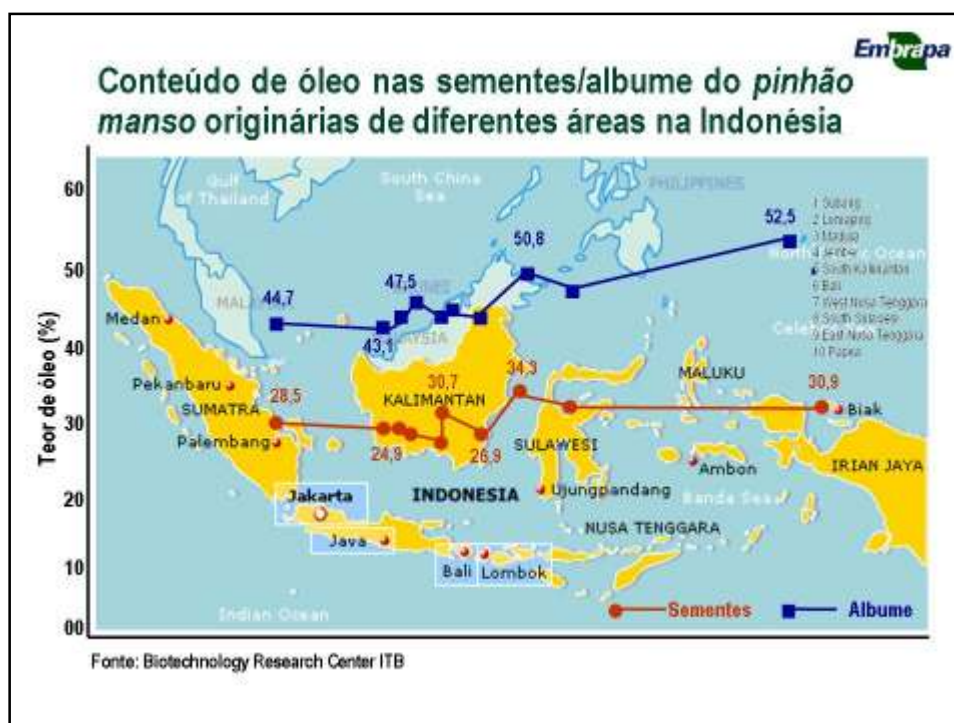 Embrapa
Conteúdo de óleo nas sementes/albume do pinhão
manso originárias de diferentes áreas na Indonésia
Teor de óleo (%)
60
50
40
30
20
10
00
Gulf
of Thailand
South China
Sea
PHILIPPINES
52,5
1 Subang
2 Lampung
3 Madura
4 Jember
5 South Kalimantan
6 Bali
7 West Nusa Tenggara
8 South Sulawesi
9 East Nusa Tenggara
10 Papua
50,8
47,5
44,7
43,1
Medan
Pekanbaru
SUMATRA
28,5
Palembang
30,7
KALIMANTAN
34,3
MALUKU
30,9
Biak
24,9
26,9
SULAWESI
Ambon
IRIAN JAYA
Jakarta
INDONESIA
Ujungpandang
Banda Sea
NUSA TENGGARA
Java
Bali
Lombok
Indian Ocean
Sementes
Albume
Fonte: Biotechnology Research Center ITB